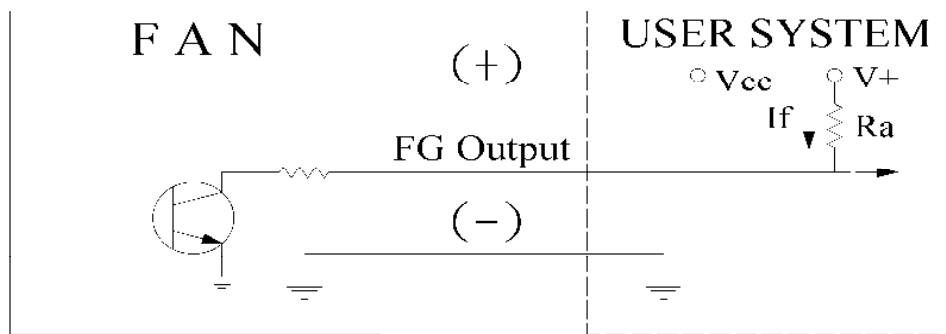 F A N
USER SYSTEM
(+)
Vcc
V+
If
Ra
FG Output
(−)